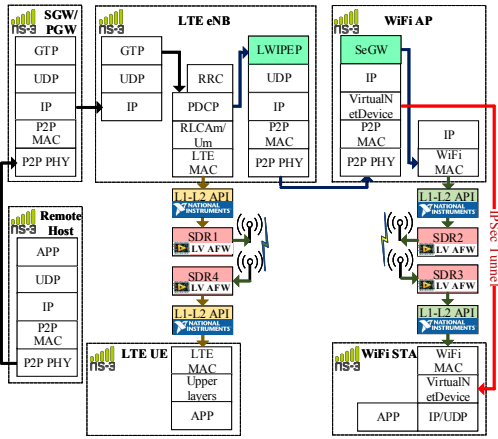 ns-3
SGW/
PGW
GTP
UDP
IP
P2P
MAC
P2P PHY
ns-3
Remote
Host
APP
UDP
IP
P2P
MAC
P2P PHY
ns-3
LTE eNB
GTP
UDP
IP
RRC
PDCP
RLCAm/
Um
LTE
MAC
LWIPEP
UDP
IP
P2P
MAC
P2P PHY
ns-3
WiFi AP
SeGW
IP
VirtualN
etDevice
P2P
MAC
P2P PHY
IP
WiFi
MAC
L1-L2 API
NATIONAL
INSTRUMENTS
SDR1
LV AFW
SDR4
LV AFW
L1-L2 API
NATIONAL
INSTRUMENTS
L1-L2 API
NATIONAL
INSTRUMENTS
SDR2
LV AFW
SDR3
LV AFW
L1-L2 API
NATIONAL
INSTRUMENTS
IPSec Tunnel
ns-3
LTE UE
LTE
MAC
Upper
layers
APP
ns-3
WiFi STA
WiFi
MAC
VirtualN
etDevice
APP
IP/UDP